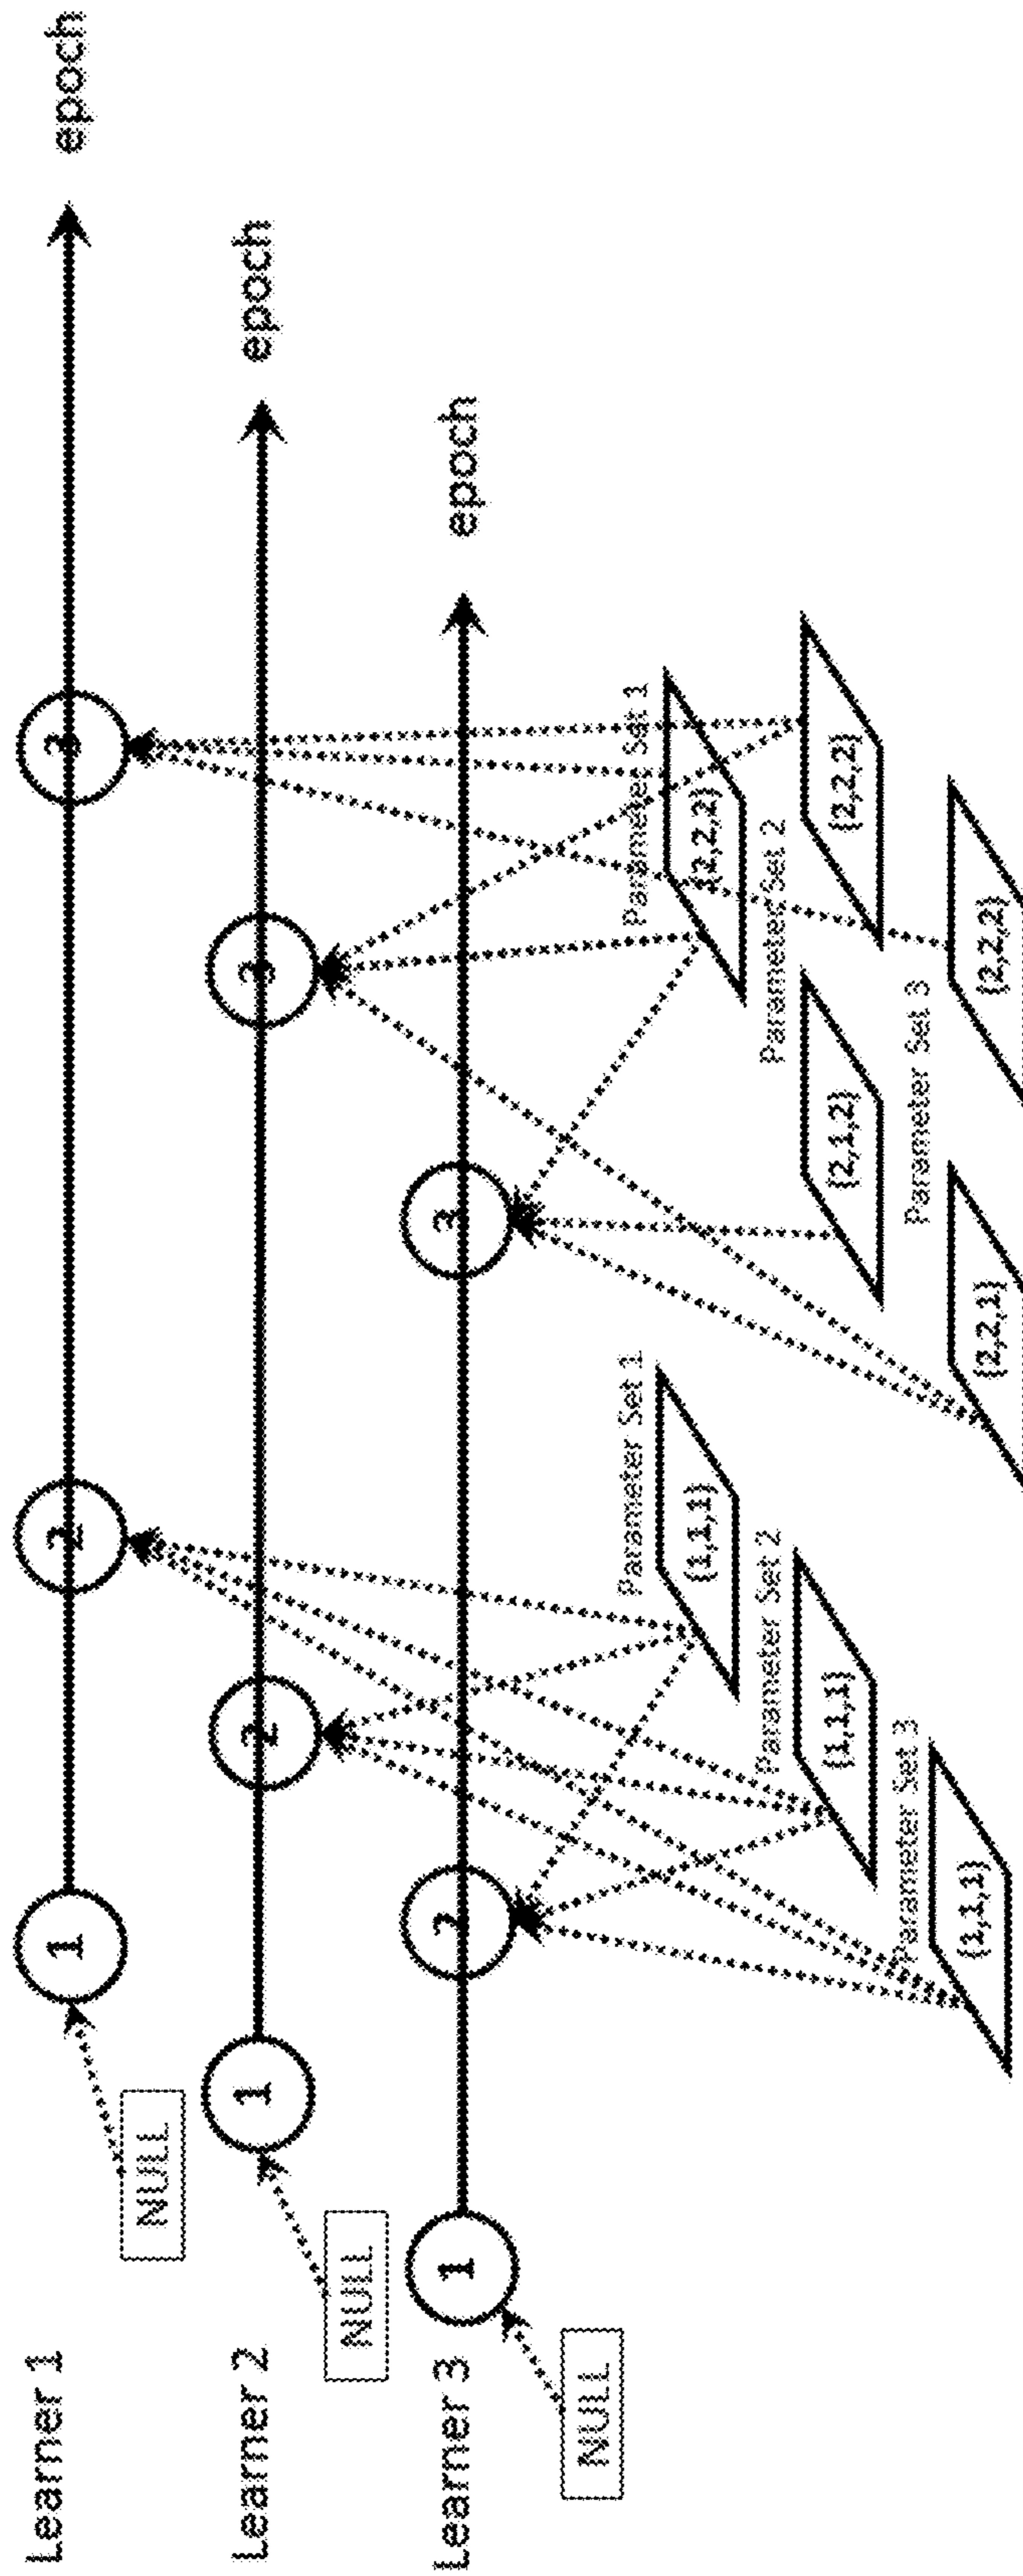 Learner 1
1
2
3
epoch
NULL
Learner 2
1
2
3
epoch
NULL
Learner 3
1
2
3
epoch
NULL
Parameter Set 1
{1,1,1}
Parameter Set 1
{2,2,2}
Parameter Set 2
{1,1,1}
Parameter Set 2
{2,1,2}
{2,2,2}
Parameter Set 3
{1,1,1}
Parameter Set 3
{2,2,1}
{2,2,2}